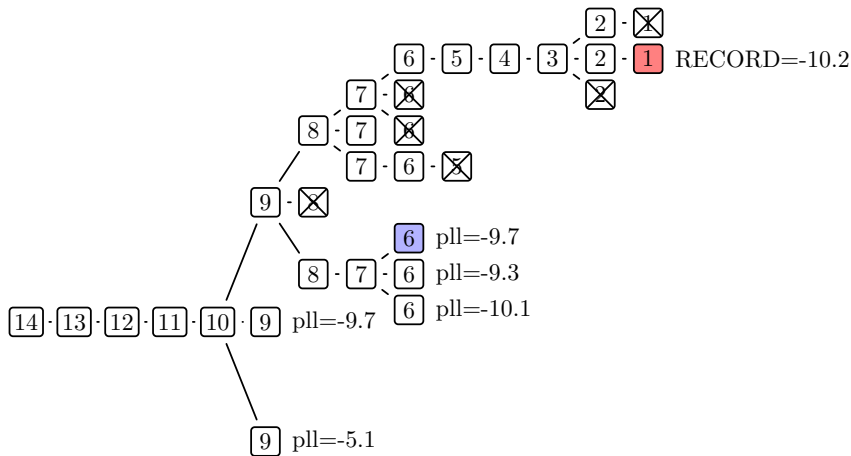 2 1
6 5 4 3 2 1 RECORD=-10.2
7 6 2
8 7 6
7 6 5
9 8
6 pll=-9.7
8 7 6 pll=-9.3
6 pll=-10.1
14 13 12 11 10 9 pll=-9.7
9 pll=-5.1